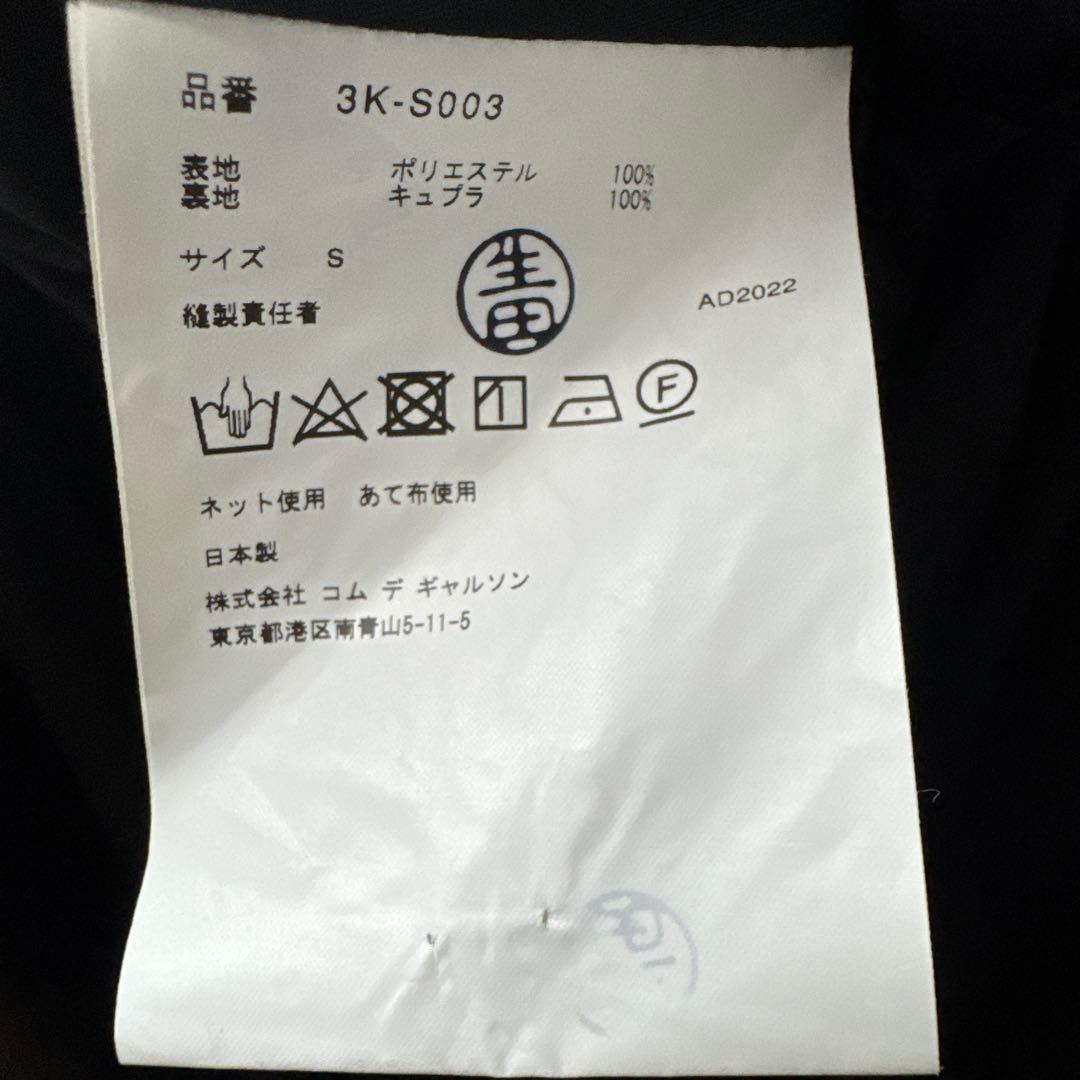 品番 3K-S003
表地 ポリエステル 100%
裏地 キュプラ 100%
サイズ S
縫製責任者 生田
AD2022
F
ネット使用 あて布使用
日本製
株式会社 コム デ ギャルソン
東京都港区南青山5-11-5